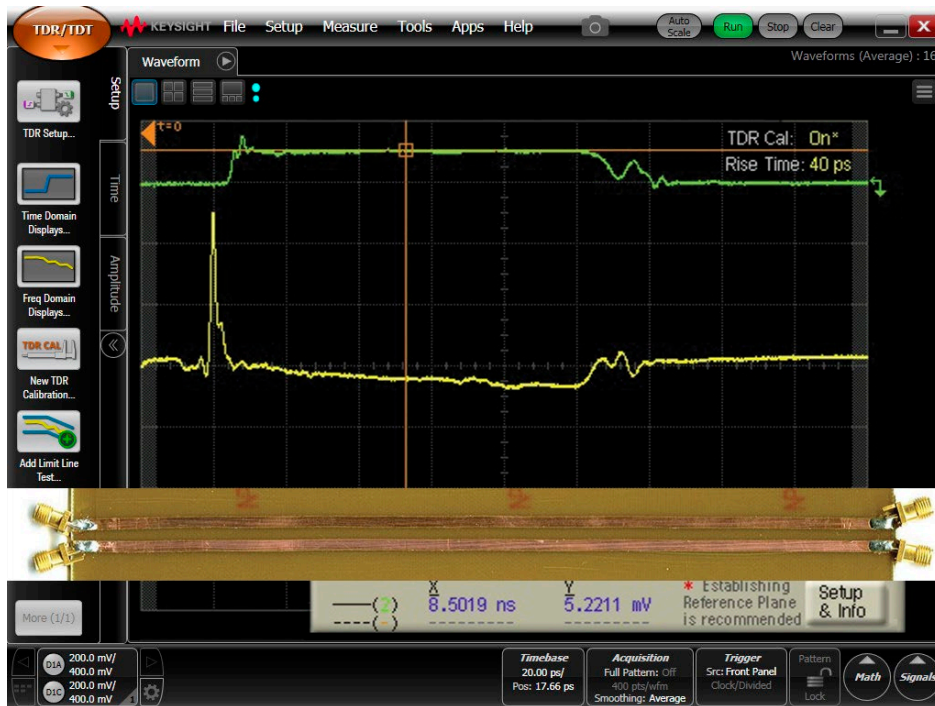 TDR/TDT
KEYSIGHT File Setup Measure Tools Apps Help
Auto Scale Run Stop Clear
Waveform
Waveforms (Average) : 16
Setup
Time
Amplitude
TDR Setup...
Time Domain
Displays...
Freq Domain
Displays...
TDR CAL
New TDR
Calibration...
Add Limit Line
Test...
More (1/1)
t=0
TDR Cal: On*
Rise Time: 40 ps
X Y
(2) 8.5019 ns 5.2211 mV
* Establishing
Reference Plane
is recommended
Setup
& Info
D1A 200.0 mV/
400.0 mV
D1C 200.0 mV/
400.0 mV
1
Timebase
20.00 ps/
Pos: 17.66 ps
Acquisition
Full Pattern: Off
400 pts/wfm
Smoothing: Average
Trigger
Src: Front Panel
Clock/Divided
Pattern
Lock
Math
Signals